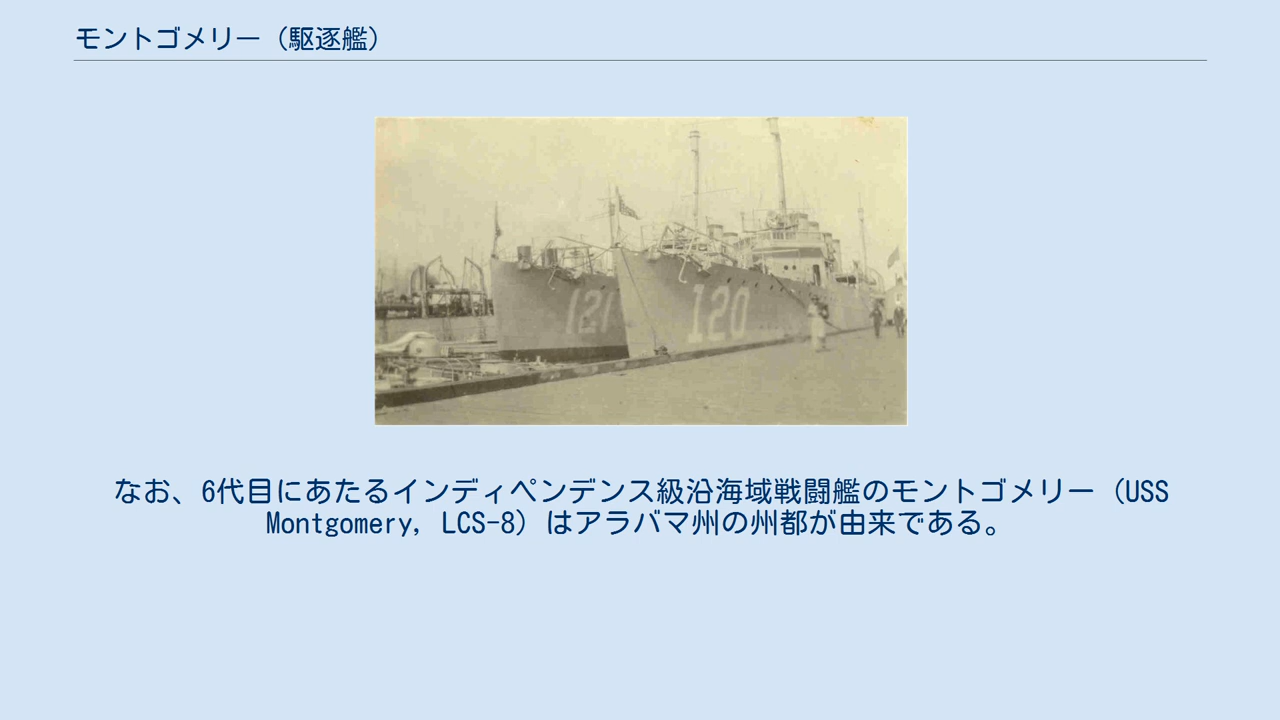 モントゴメリー（駆逐艦）
121
120
なお、6代目にあたるインディペンデンス級沿海域戦闘艦のモントゴメリー（USS
Montgomery, LCS-8）はアラバマ州の州都が由来である。